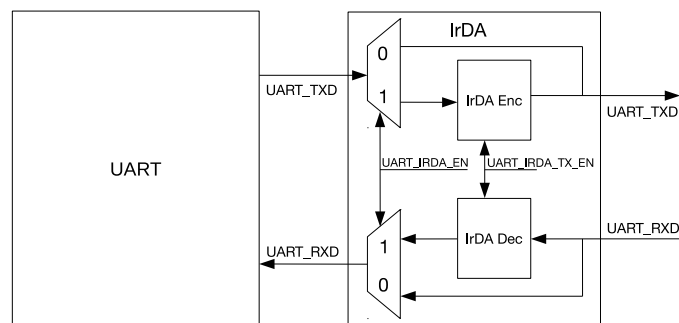 IrDA
0
1
UART_TXD
IrDA Enc
UART_TXD
UART
UART_IRDA_EN
UART_IRDA_TX_EN
UART_RXD
1
0
IrDA Dec
UART_RXD